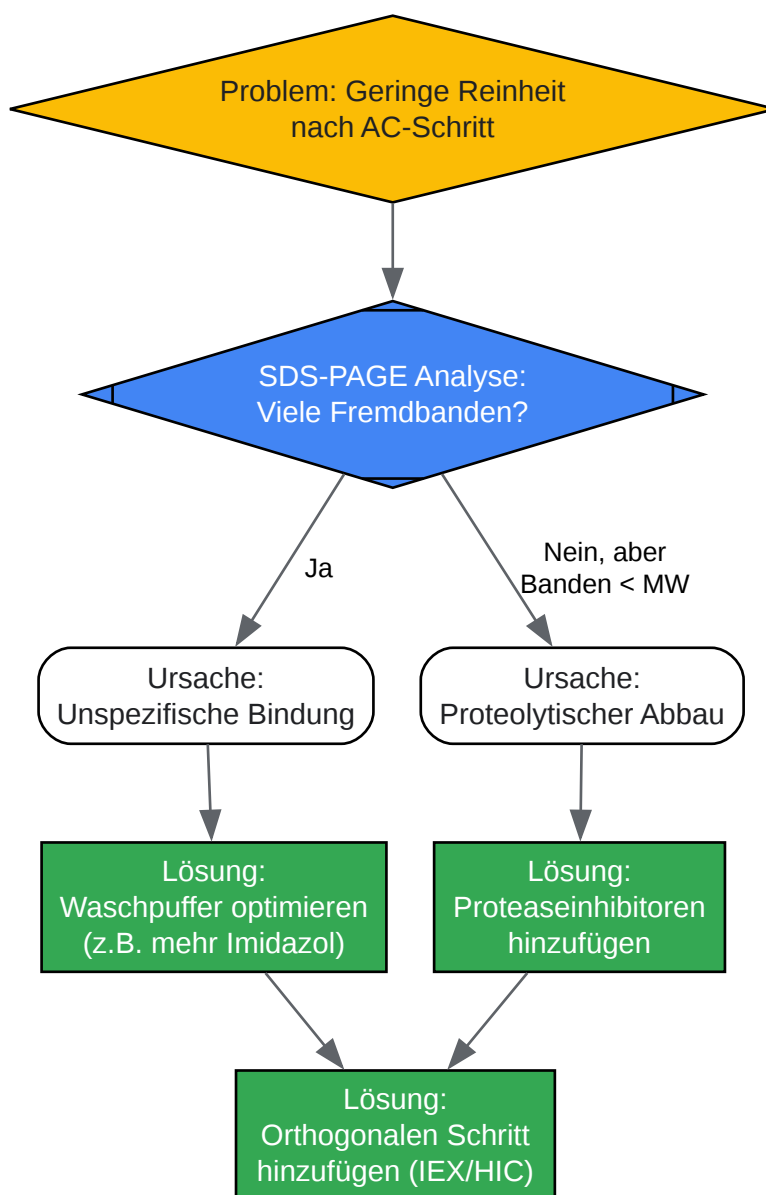 Problem: Geringe Reinheit
nach AC-Schritt
SDS-PAGE Analyse:
Viele Fremdbanden?
Ja
Nein, aber
Banden < MW
Ursache:
Unspezifische Bindung
Ursache:
Proteolytischer Abbau
Lösung:
Waschpuffer optimieren
(z.B. mehr Imidazol)
Lösung:
Proteaseinhibitoren
hinzufügen
Lösung:
Orthogonalen Schritt
hinzufügen (IEX/HIC)